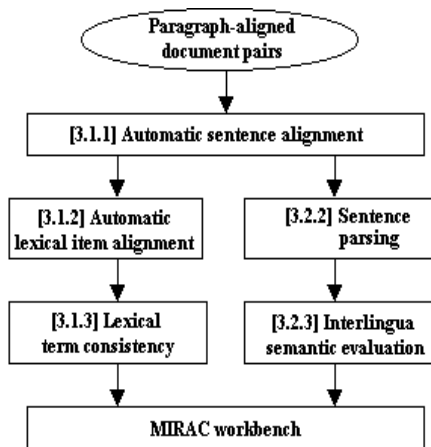 Paragraph-aligned
document pairs
[3.1.1] Automatic sentence alignment
[3.1.2] Automatic
lexical item alignment
[3.2.2] Sentence
parsing
[3.1.3] Lexical
term consistency
[3.2.3] Interlingua
semantic evaluation
MIRAC workbench